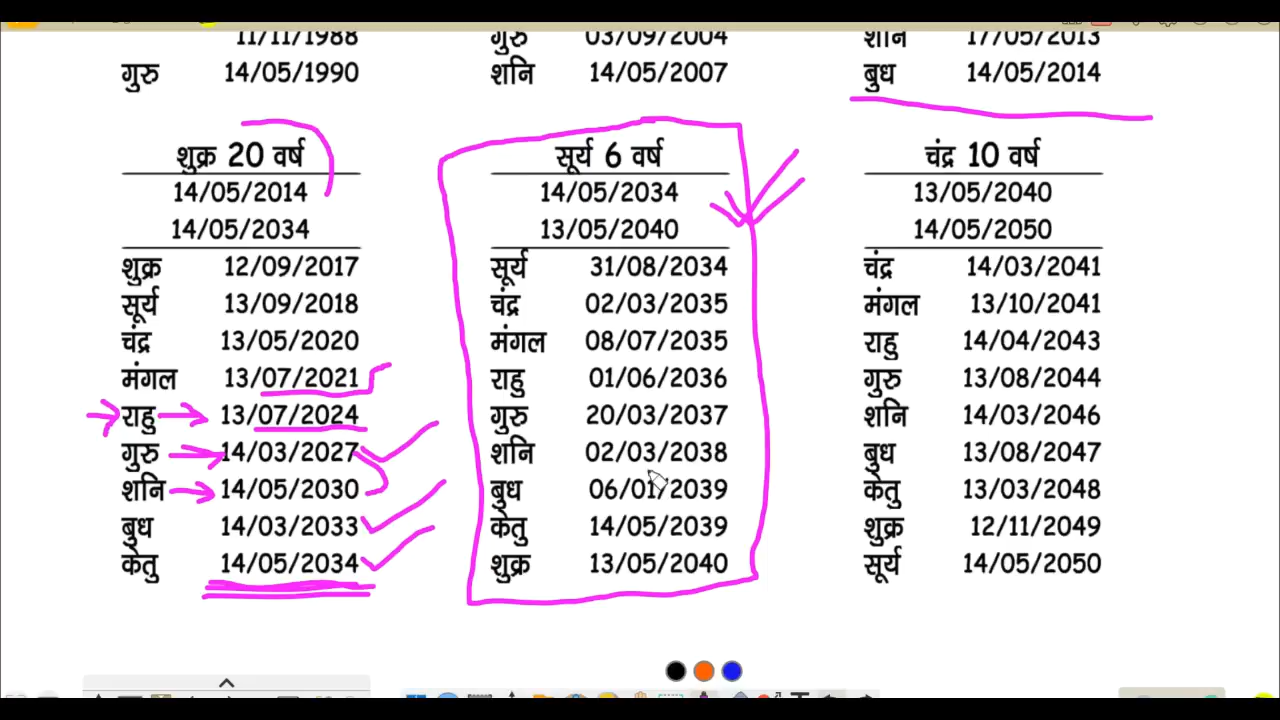 11/11/1988
गुरु 14/05/1990
गुरु 03/09/2004
शनि 14/05/2007
शनि 17/05/2013
बुध 14/05/2014
शुक्र 20 वर्ष
14/05/2014
14/05/2034
शुक्र 12/09/2017
सूर्य 13/09/2018
चंद्र 13/05/2020
मंगल 13/07/2021
राहु 13/07/2024
गुरु 14/03/2027
शनि 14/05/2030
बुध 14/03/2033
केतु 14/05/2034
सूर्य 6 वर्ष
14/05/2034
13/05/2040
सूर्य 31/08/2034
चंद्र 02/03/2035
मंगल 08/07/2035
राहु 01/06/2036
गुरु 20/03/2037
शनि 02/03/2038
बुध 06/01/2039
केतु 14/05/2039
शुक्र 13/05/2040
चंद्र 10 वर्ष
13/05/2040
14/05/2050
चंद्र 14/03/2041
मंगल 13/10/2041
राहु 14/04/2043
गुरु 13/08/2044
शनि 14/03/2046
बुध 13/08/2047
केतु 13/03/2048
शुक्र 12/11/2049
सूर्य 14/05/2050